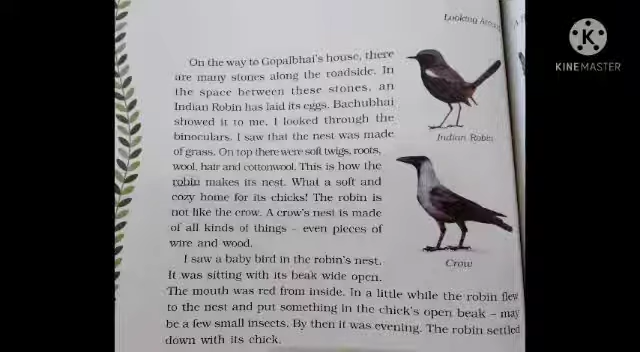 Looking Around
KINEMASTER
On the way to Gopalbhai's house, there
are many stones along the roadside. In
the space between these stones, an
Indian Robin has laid its eggs. Bachubhai
showed it to me. I looked through the
binoculars. I saw that the nest was made
of grass. On top there were soft twigs, roots,
wool, hair and cottonwool. This is how the
robin makes its nest. What a soft and
cozy home for its chicks! The robin is
not like the crow. A crow's nest is made
of all kinds of things – even pieces of
wire and wood.
Indian Robin
Crow
I saw a baby bird in the robin's nest.
It was sitting with its beak wide open.
The mouth was red from inside. In a little while the robin flew
to the nest and put something in the chick's open beak – may
be a few small insects. By then it was evening. The robin settled
down with its chick.